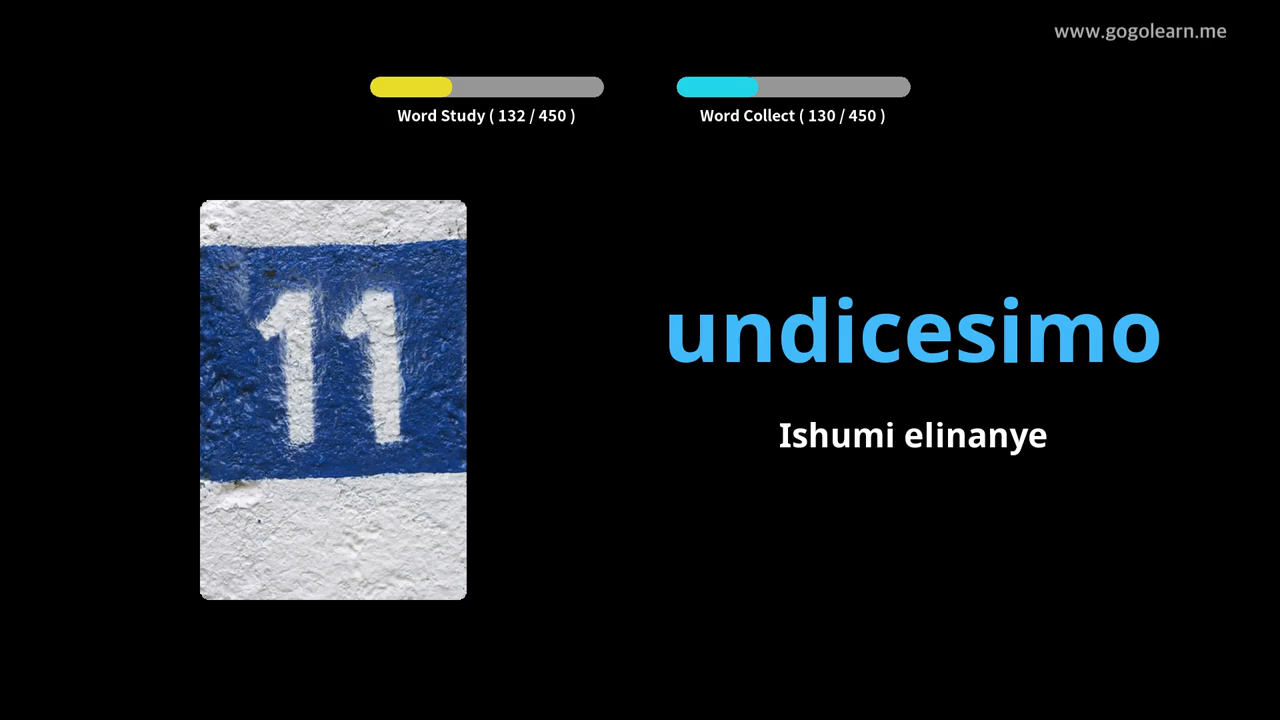 www.gogolearn.me
Word Study ( 132 / 450 )
Word Collect ( 130 / 450 )
11
undicesimo
Ishumi elinanye